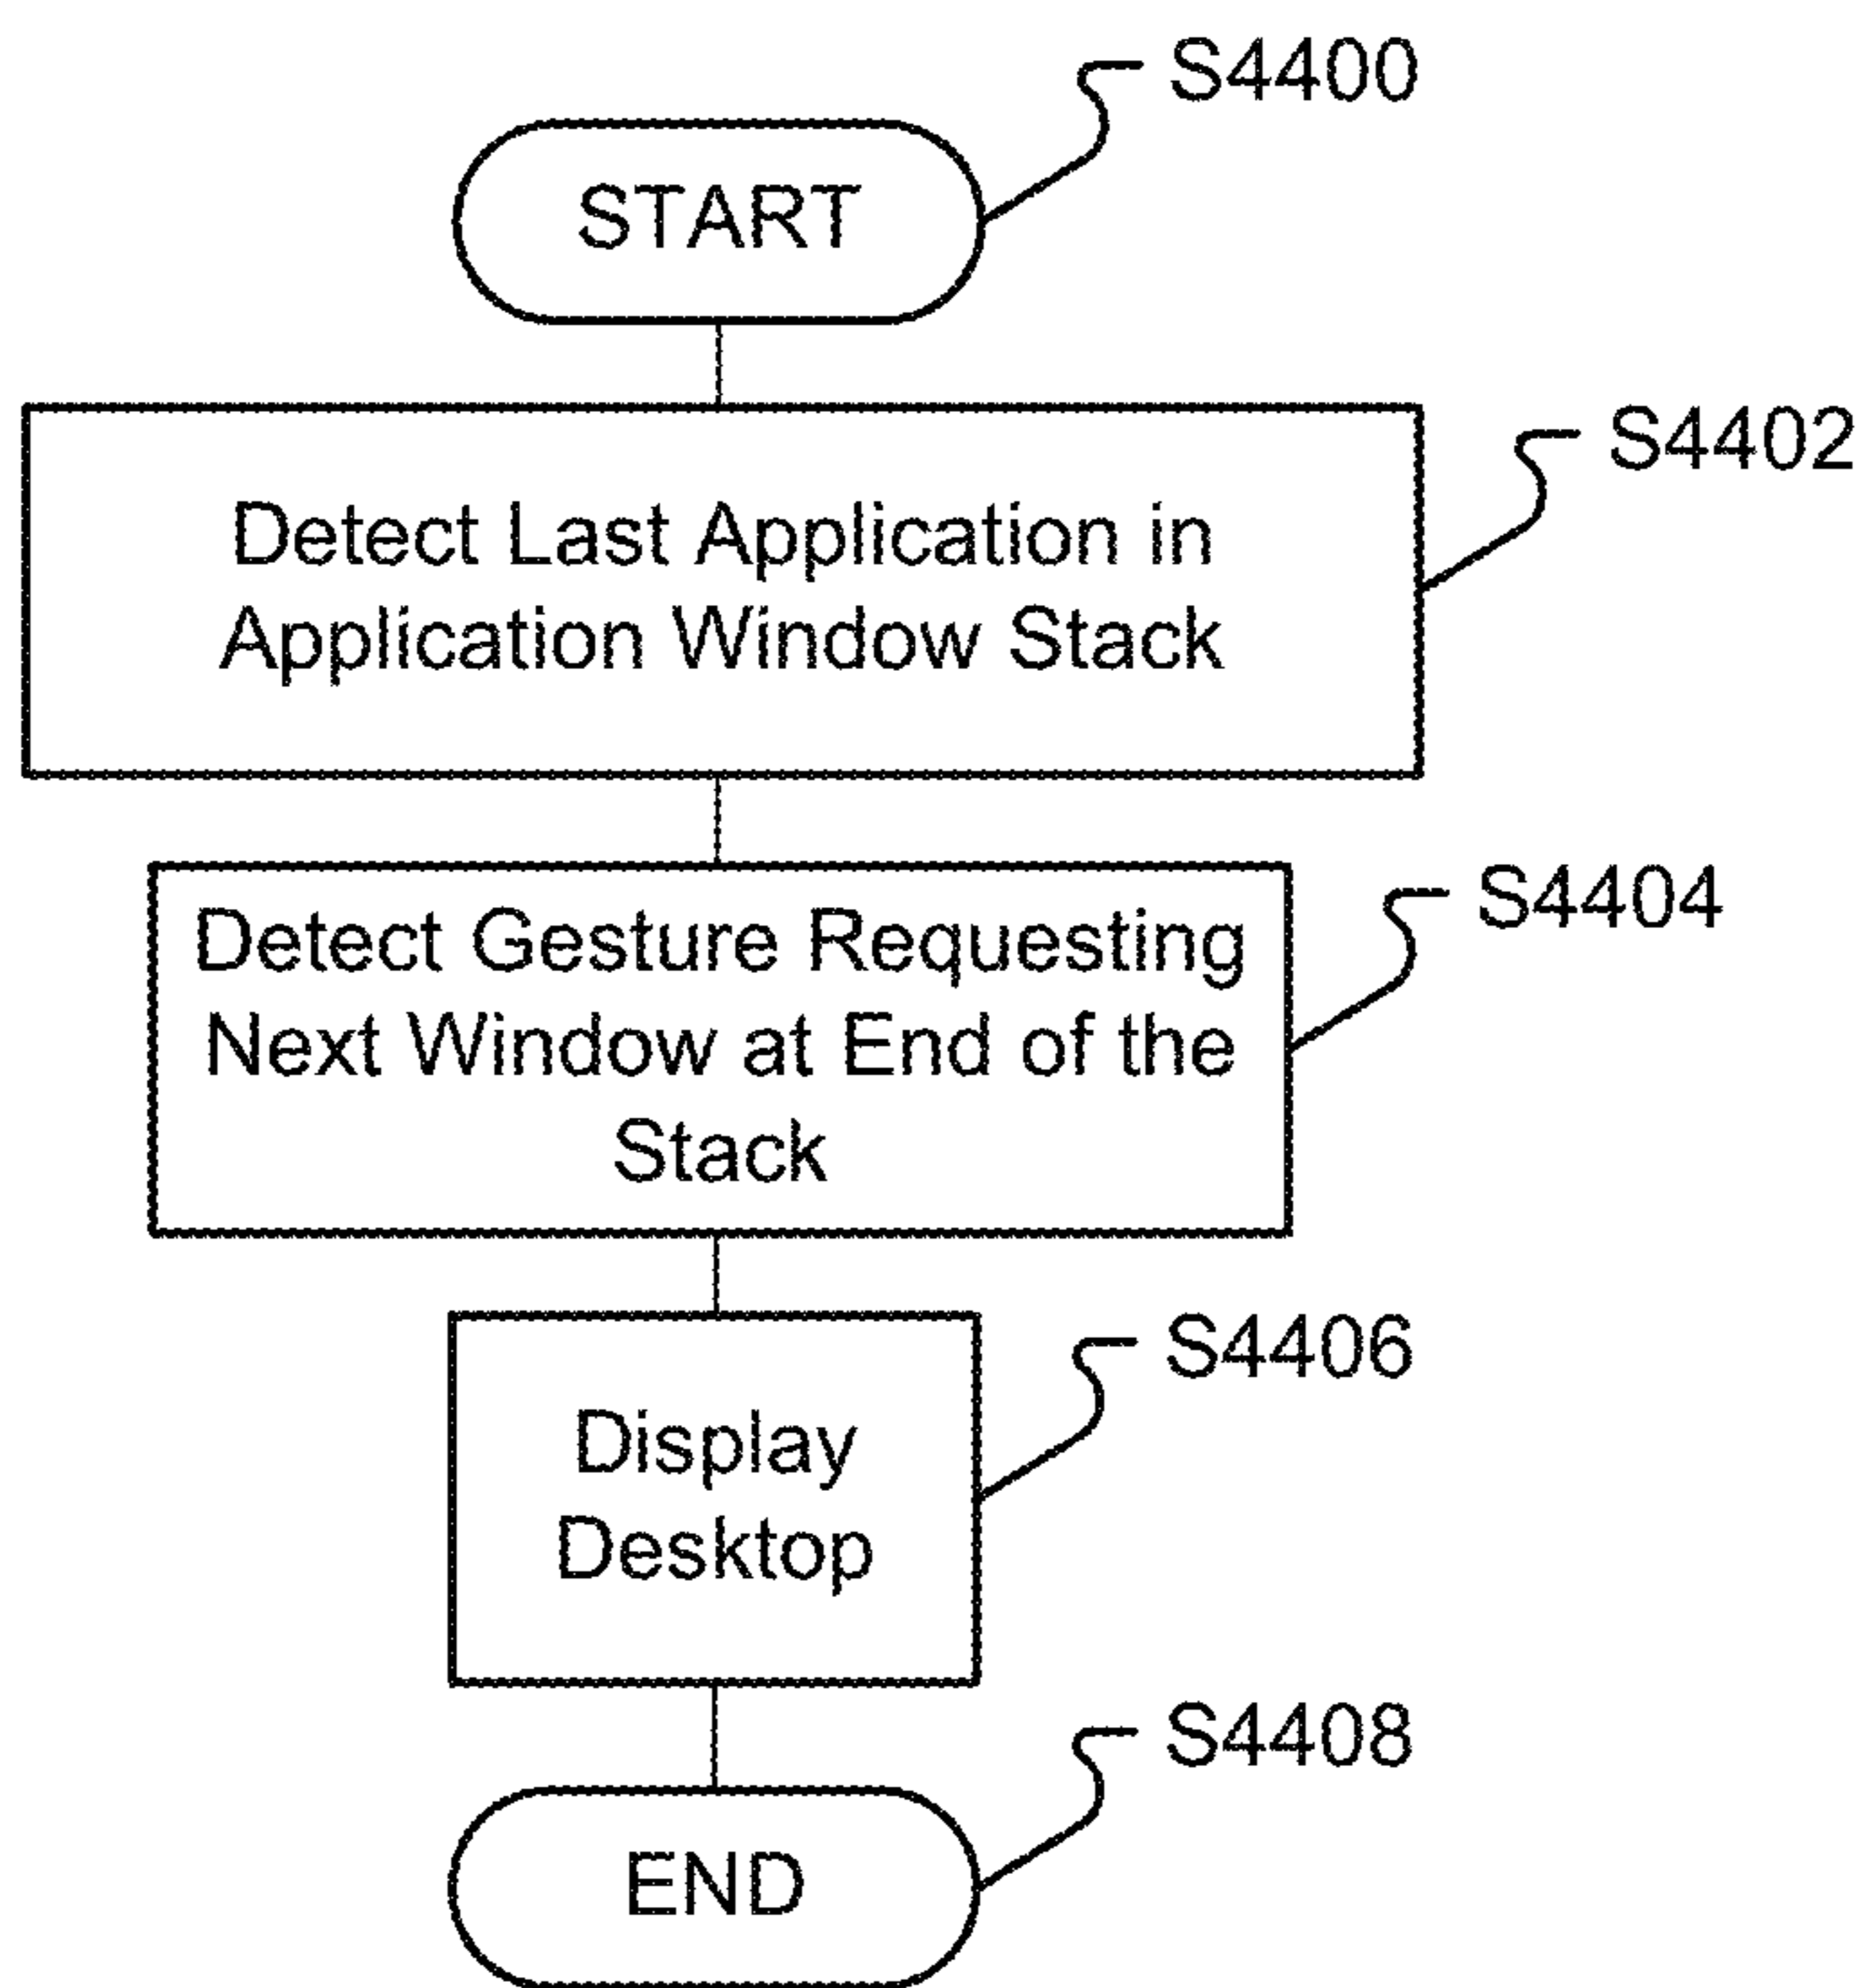 S4400
START
S4402
Detect Last Application in
Application Window Stack
S4404
Detect Gesture Requesting
Next Window at End of the
Stack
S4406
Display
Desktop
S4408
END